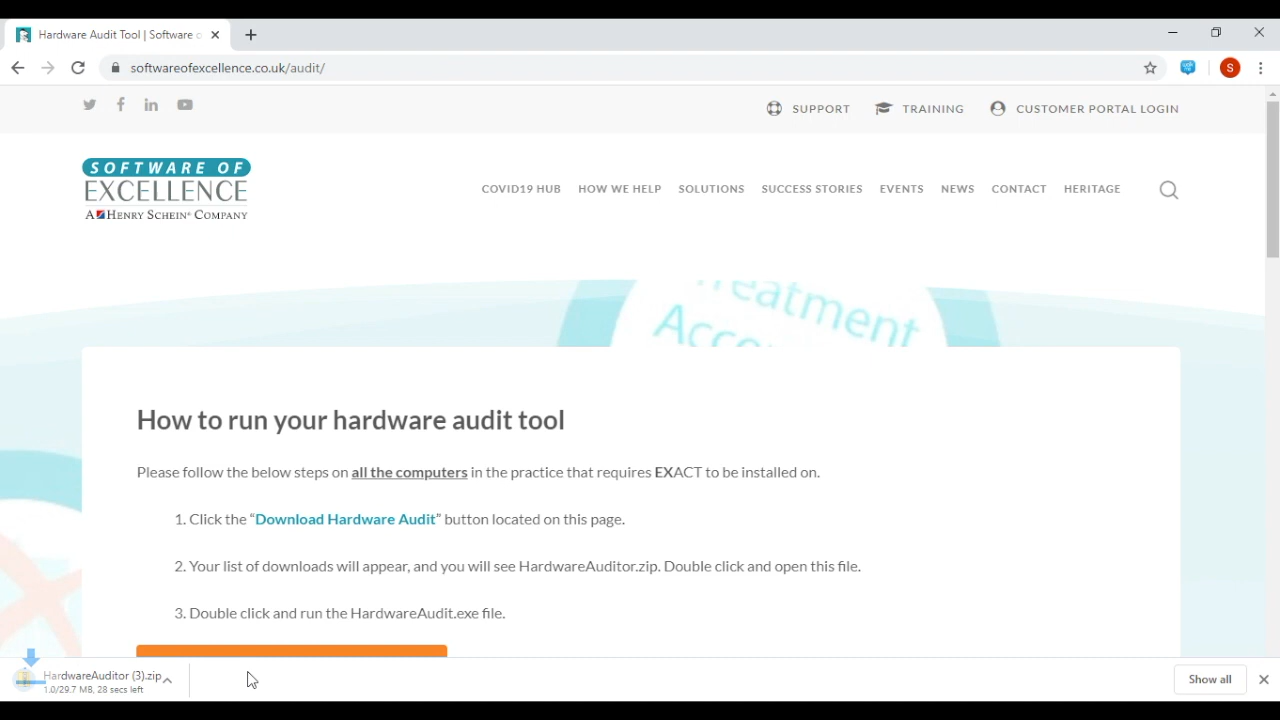 Hardware Audit Tool | Software o
softwareofexcellence.co.uk/audit/
S
SUPPORT
TRAINING
CUSTOMER PORTAL LOGIN
SOFTWARE OF
EXCELLENCE
A HENRY SCHEIN® COMPANY
COVID19 HUB
HOW WE HELP
SOLUTIONS
SUCCESS STORIES
EVENTS
NEWS
CONTACT
HERITAGE
Treatment
How to run your hardware audit tool
Please follow the below steps on all the computers in the practice that requires EXACT to be installed on.
1. Click the “Download Hardware Audit” button located on this page.
2. Your list of downloads will appear, and you will see HardwareAuditor.zip. Double click and open this file.
3. Double click and run the HardwareAudit.exe file.
HardwareAuditor (3).zip
1.0/29.7 MB, 28 secs left
Show all